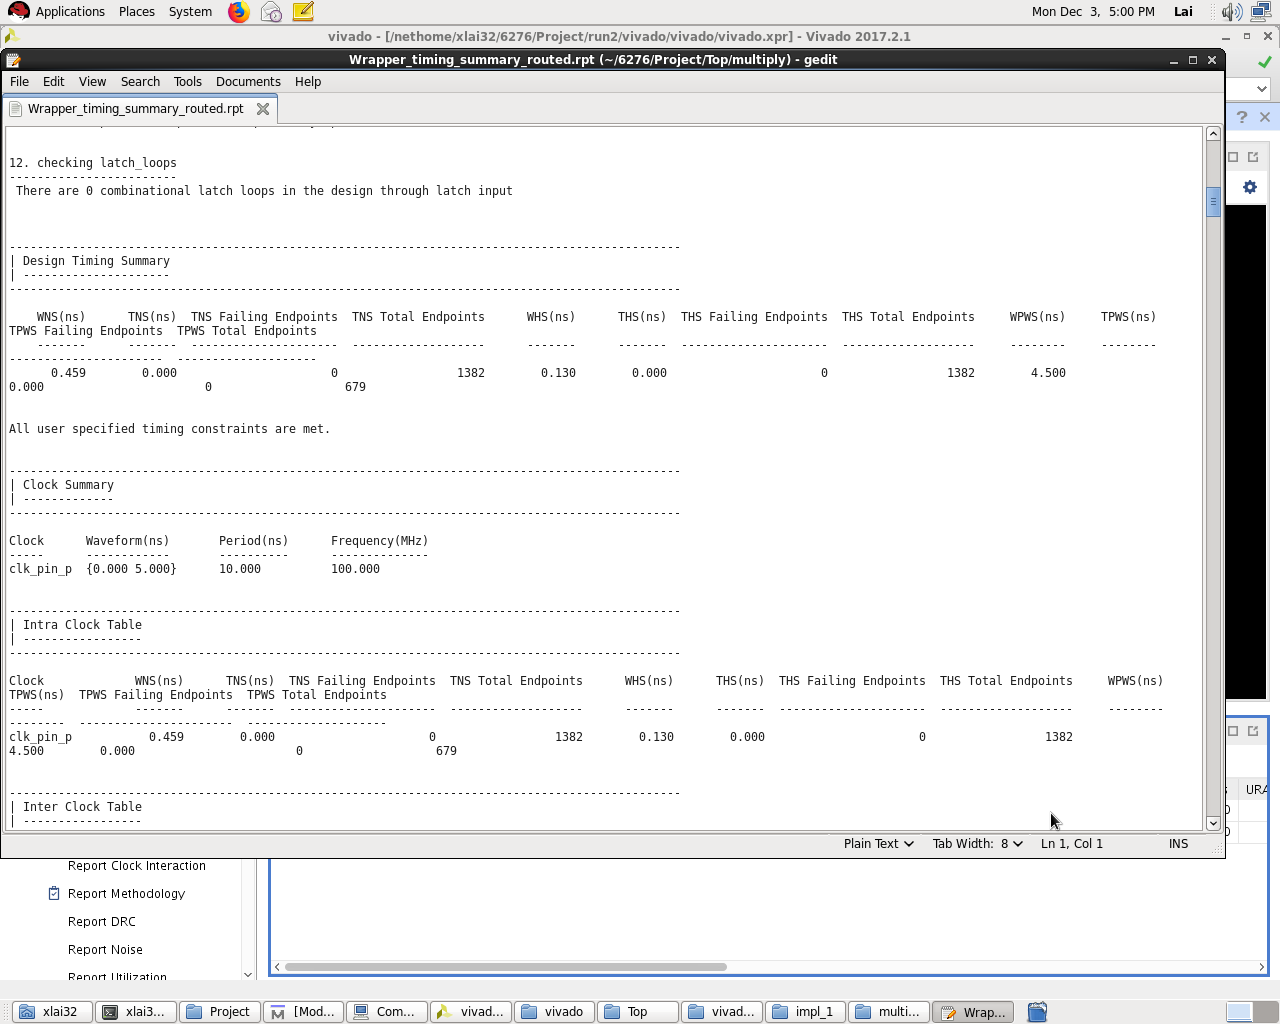 Applications Places System Mon Dec 3, 5:00 PM Lai
vivado - [/nethome/xlai32/6276/Project/run2/vivado/vivado/vivado.xpr] - Vivado 2017.2.1
Wrapper_timing_summary_routed.rpt (~/6276/Project/Top/multiply) - gedit
File Edit View Search Tools Documents Help
Wrapper_timing_summary_routed.rpt
12. checking latch_loops
------------------------
There are 0 combinational latch loops in the design through latch input
------------------------------------------------------------------------------------------------
| Design Timing Summary
| ---------------------
------------------------------------------------------------------------------------------------
WNS(ns) TNS(ns) TNS Failing Endpoints TNS Total Endpoints WHS(ns) THS(ns) THS Failing Endpoints THS Total Endpoints WPWS(ns) TPWS(ns)
TPWS Failing Endpoints TPWS Total Endpoints
------- ------- --------------------- ------------------- ------- ------- --------------------- ------------------- -------- --------
---------------------- --------------------
0.459 0.000 0 1382 0.130 0.000 0 1382 4.500
0.000 0 679
All user specified timing constraints are met.
------------------------------------------------------------------------------------------------
| Clock Summary
| -------------
------------------------------------------------------------------------------------------------
Clock Waveform(ns) Period(ns) Frequency(MHz)
----- ------------ ---------- --------------
clk_pin_p {0.000 5.000} 10.000 100.000
------------------------------------------------------------------------------------------------
| Intra Clock Table
| -----------------
------------------------------------------------------------------------------------------------
Clock WNS(ns) TNS(ns) TNS Failing Endpoints TNS Total Endpoints WHS(ns) THS(ns) THS Failing Endpoints THS Total Endpoints WPWS(ns)
TPWS(ns) TPWS Failing Endpoints TPWS Total Endpoints
----- ------- ------- --------------------- ------------------- ------- ------- --------------------- ------------------- --------
-------- ---------------------- --------------------
clk_pin_p 0.459 0.000 0 1382 0.130 0.000 0 1382
4.500 0.000 0 679
------------------------------------------------------------------------------------------------
| Inter Clock Table
| -----------------
URA
Plain Text Tab Width: 8 Ln 1, Col 1 INS
Report Clock Interaction
Report Methodology
Report DRC
Report Noise
Report Utilization
xlai32 xlai3... Project [Mod... Com... vivad... vivado Top vivad... impl_1 multi... Wrap...